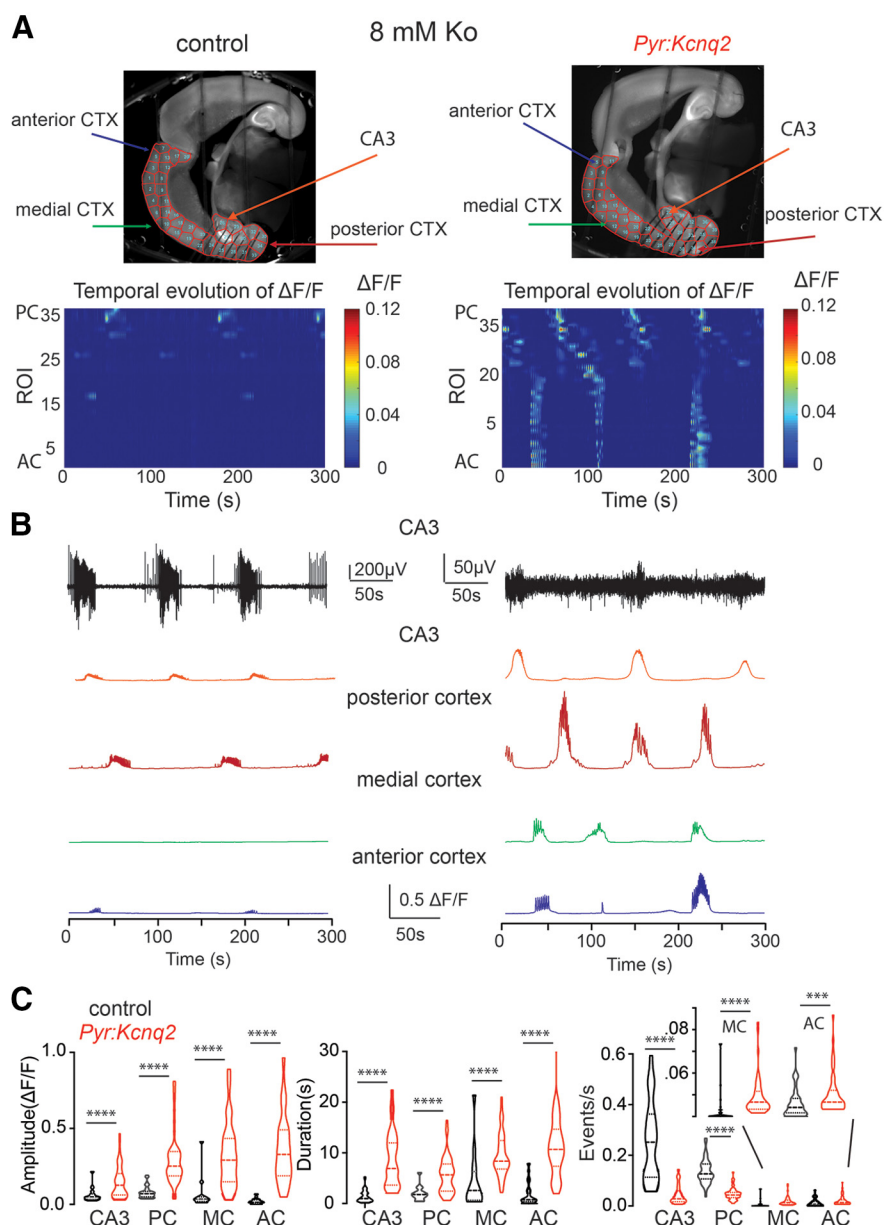 A
control
8 mM Ko
Pyr:Kcnq2
anterior CTX
CA3
medial CTX
posterior CTX
anterior CTX
CA3
medial CTX
posterior CTX
Temporal evolution of ΔF/F
ΔF/F
PC
35
25
15
5
AC
ROI
0
100
200
300
Time (s)
0.12
0.08
0.04
0
Temporal evolution of ΔF/F
ΔF/F
PC
35
20
5
AC
ROI
0
100
200
300
Time (s)
0.12
0.08
0.04
0
B
CA3
200µV
50s
50µV
50s
CA3
posterior cortex
medial cortex
anterior cortex
0.5 ΔF/F
50s
0
100
200
300
Time (s)
0
100
200
300
Time (s)
C
control
Pyr:Kcnq2
Amplitude(ΔF/F)
1.0
0.5
0.0
****
****
****
****
CA3 PC MC AC
Duration(s)
30
20
10
0
****
****
****
****
CA3 PC MC AC
Events/s
0.6
0.4
0.2
0.0
****
****
CA3 PC MC AC
.08
.06
****
MC
***
AC